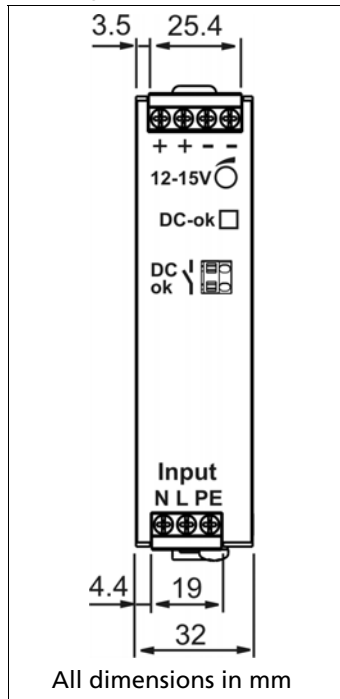 3.5 25.4
+ + - -
12-15V
DC-ok
DC
ok
Input
N L PE
4.4 19
32
All dimensions in mm